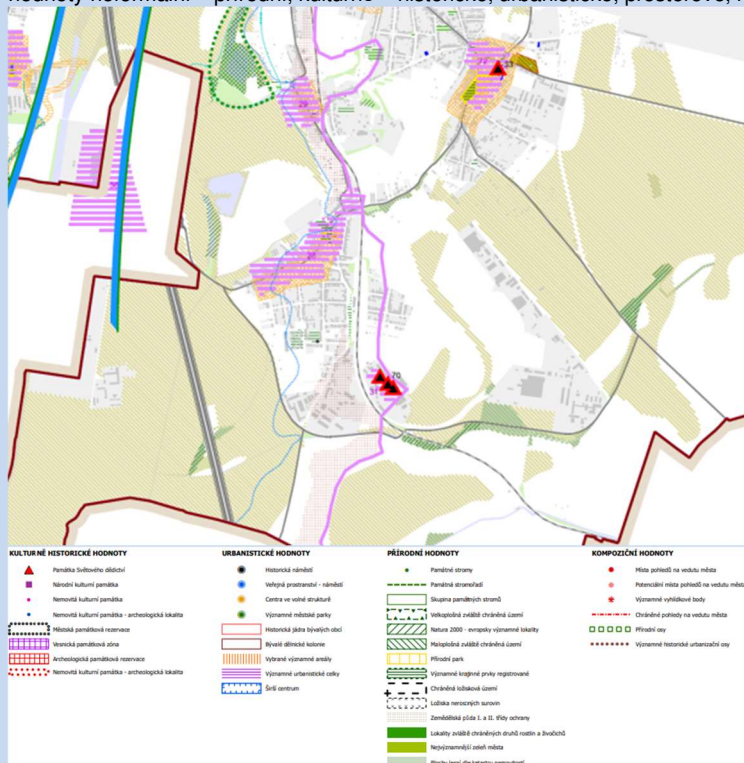 hodnoty neformální – přírodní, kulturně – historické, urbanistické, prostorové,
33
70
31
KULTURNĚ HISTORICKÉ HODNOTY
Památka Světového dědictví
Národní kulturní památka
Nemovitá kulturní památka
Nemovitá kulturní památka - archeologická lokalita
Městská památková rezervace
Vesnická památková zóna
Archeologická památková rezervace
Nemovitá kulturní památka - archeologická lokalita
URBANISTICKÉ HODNOTY
Historická náměstí
Veřejná prostranství - náměstí
Centra ve volné struktuře
Významné městské parky
Historická jádra bývalých obcí
Bývalé dělnické kolonie
Vybrané významné areály
Významné urbanistické celky
Širší centrum
PŘÍRODNÍ HODNOTY
Památné stromy
Památná stromořadí
Skupina památných stromů
Velkoplošná zvláště chráněná území
Natura 2000 - evropsky významné lokality
Maloplošná zvláště chráněné území
Přírodní park
Významné krajinné prvky registrované
Chráněná ložisková území
Ložiska nerostných surovin
Zemědělská půda I. a II. třídy ochrany
Lokality zvláště chráněných druhů rostlin a živočichů
Nejvýznamnější zeleň města
KOMPOZIČNÍ HODNOTY
Místa pohledů na vedutu města
Potenciální místa pohledů na vedutu města
Významné vyhlídkové body
Chráněné pohledy na vedutu města
Přírodní osy
Významné historické urbanizační osy